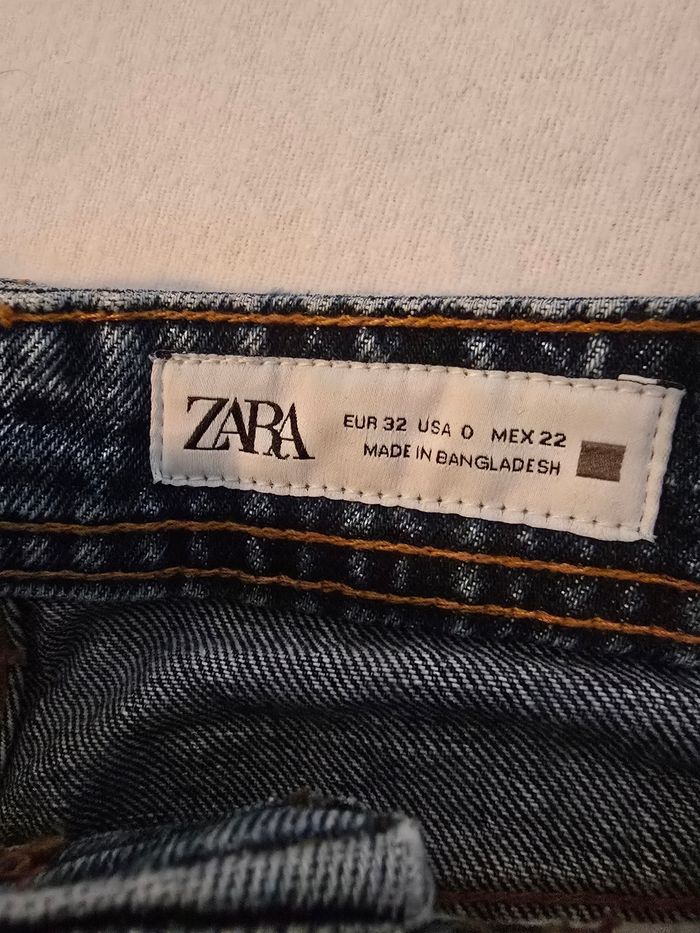 ZARA
EUR 32 USA 0 MEX 22
MADE IN BANGLADESH